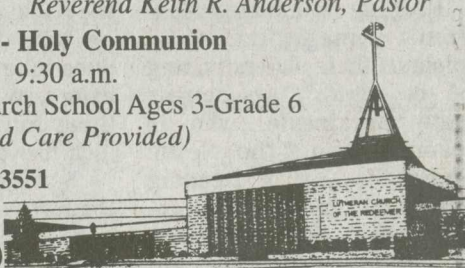 Reverend Keith R. Anderson, Pastor
- Holy Communion
9:30 a.m.
arch School Ages 3-Grade 6
d Care Provided)
3551
LUTHERAN CHURCH
OF THE REDEEMER